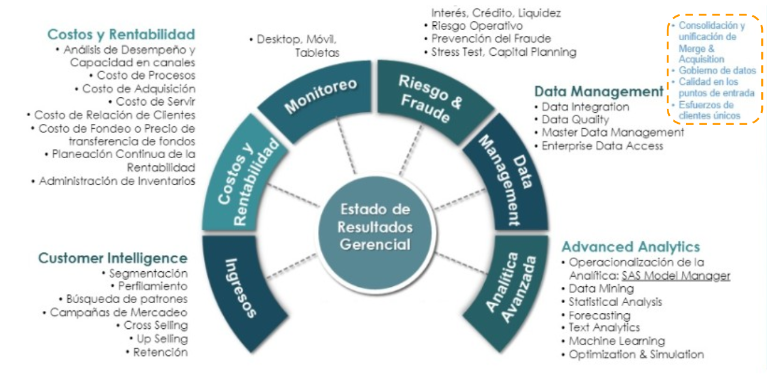 Costos y Rentabilidad
• Análisis de Desempeño y
Capacidad en canales
• Costo de Procesos
• Costo de Adquisición
• Costo de Servir
• Costo de Relación de Clientes
• Costo de Fondeo o Precio de
transferencia de fondos
• Planeación Continua de la
Rentabilidad
• Administración de Inventarios
Customer Intelligence
• Segmentación
• Perfilamiento
• Búsqueda de patrones
• Campañas de Mercadeo
• Cross Selling
• Up Selling
• Retención
• Desktop, Móvil,
Tabletas
Interés, Crédito, Liquidez
• Riesgo Operativo
• Prevención del Fraude
• Stress Test, Capital Planning
Ingresos
Costos y
Rentabilidad
Monitoreo
Riesgo &
Fraude
Data
Management
Analítica
Avanzada
Estado de
Resultados
Gerencial
Data Management
• Data Integration
• Data Quality
• Master Data Management
• Enterprise Data Access
• Consolidación y
unificación de
Merge &
Acquisition
• Gobierno de datos
• Calidad en los
puntos de entrada
• Esfuerzos de
clientes únicos
Advanced Analytics
• Operacionalización de la
Analítica: SAS Model Manager
• Data Mining
• Statistical Analysis
• Forecasting
• Text Analytics
• Machine Learning
• Optimization & Simulation